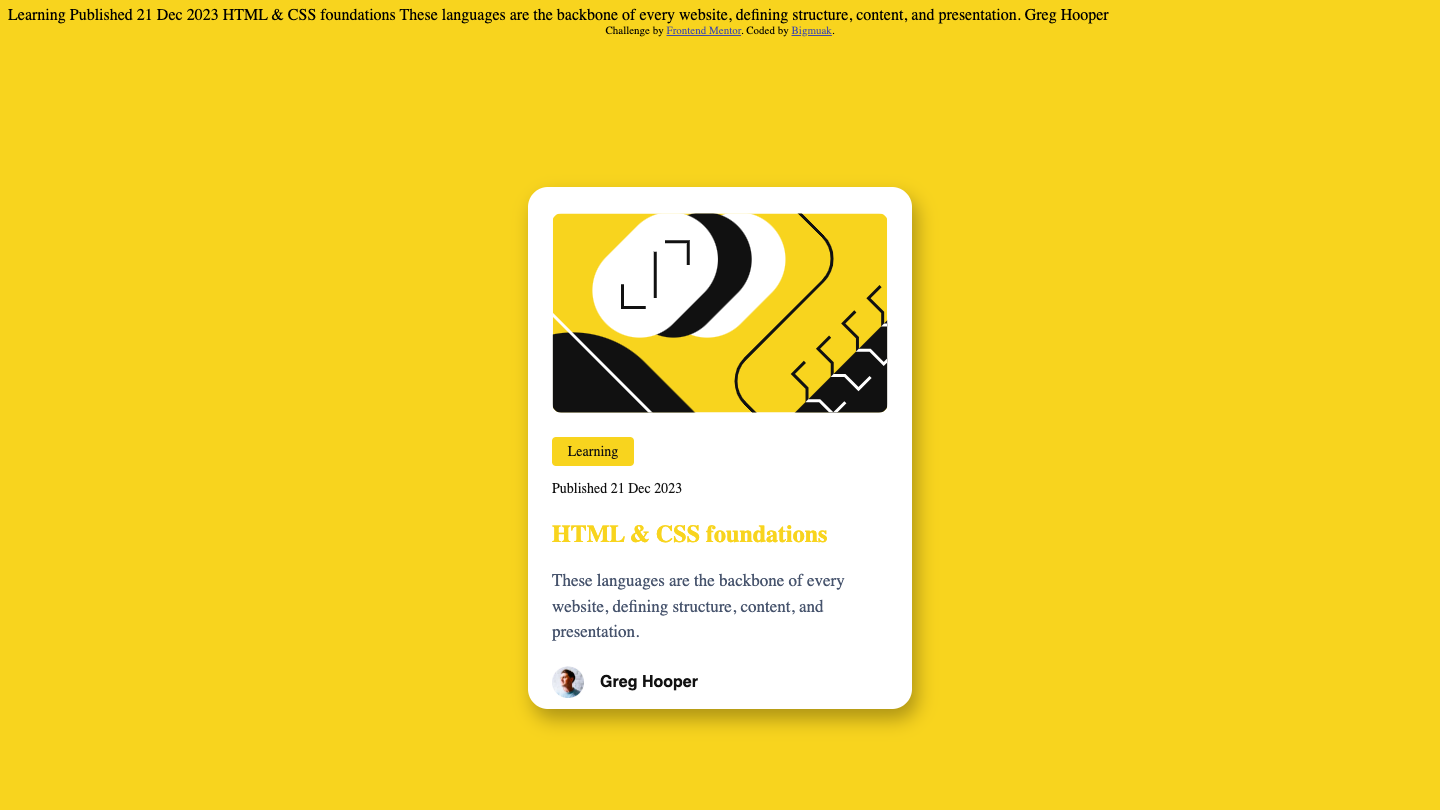 Learning Published 21 Dec 2023 HTML & CSS foundations These languages are the backbone of every website, defining structure, content, and presentation. Greg Hooper
Challenge by Frontend Mentor. Coded by Bigmuak.
Learning
Published 21 Dec 2023
HTML & CSS foundations
These languages are the backbone of every
website, defining structure, content, and
presentation.
Greg Hooper